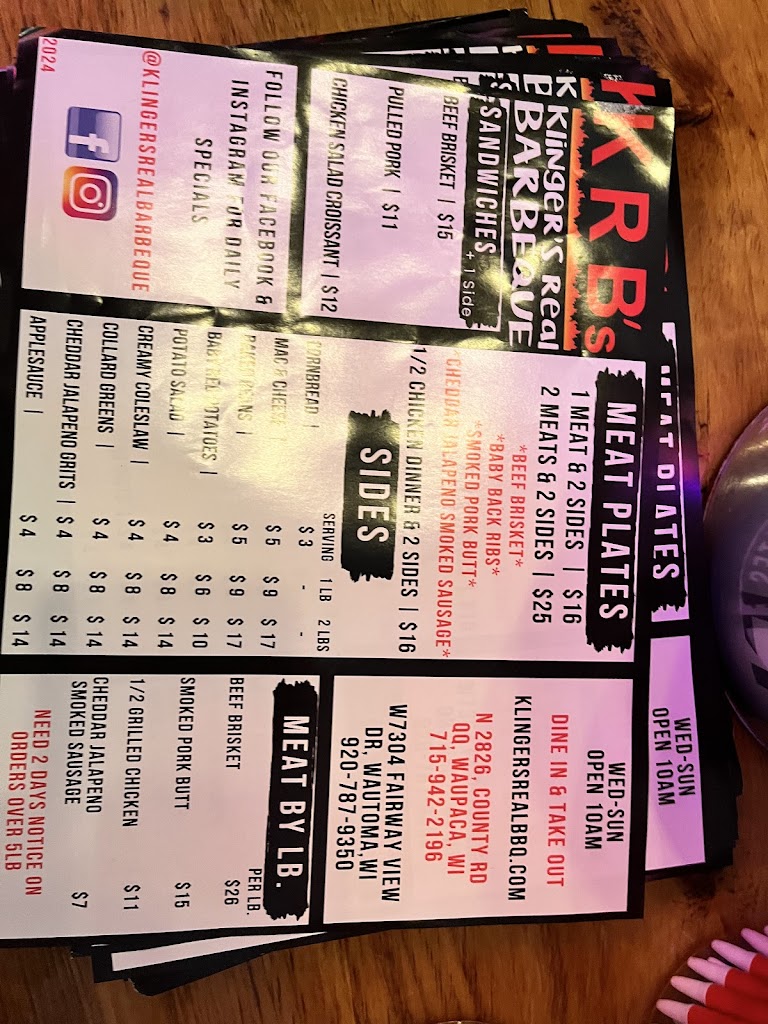 KRB's
Klinger's Real
BARBEQUE
SANDWICHES + 1 Side
BEEF BRISKET | $15
PULLED PORK | $11
CHICKEN SALAD CROISSANT | $12
FOLLOW OUR FACEBOOK &
INSTAGRAM FOR DAILY
SPECIALS
@KLINGERSREALBARBEQUE
2024
MEAT PLATES
1 MEAT & 2 SIDES | $16
2 MEATS & 2 SIDES | $25
*BEEF BRISKET*
*BABY BACK RIBS*
*SMOKED PORK BUTT*
*CHEDDAR JALAPENO SMOKED SAUSAGE*
1/2 CHICKEN DINNER & 2 SIDES | $16
SIDES
SERVING 1 LB 2 LBS
CORNBREAD | $3 - -
MAC & CHEESE | $5 $9 $17
BAKED BEANS | $5 $9 $17
BABY RED POTATOES | $3 $6 $10
POTATO SALAD | $4 $8 $14
CREAMY COLESLAW | $4 $8 $14
COLLARD GREENS | $4 $8 $14
CHEDDAR JALAPENO GRITS | $4 $8 $14
APPLESAUCE | $4 $8 $14
WED-SUN
OPEN 10AM
DINE IN & TAKE OUT
KLINGERSREALBBQ.COM
N 2826, COUNTY RD
QQ, WAUPACA, WI
715-942-2196
W7304 FAIRWAY VIEW
DR, WAUTOMA, WI
920-787-9350
MEAT BY LB.
PER LB.
BEEF BRISKET $26
SMOKED PORK BUTT $15
1/2 GRILLED CHICKEN $11
CHEDDAR JALAPENO
SMOKED SAUSAGE $7
NEED 2 DAYS NOTICE ON
ORDERS OVER 5LB
MEAT PLATES
WED-SUN
OPEN 10AM